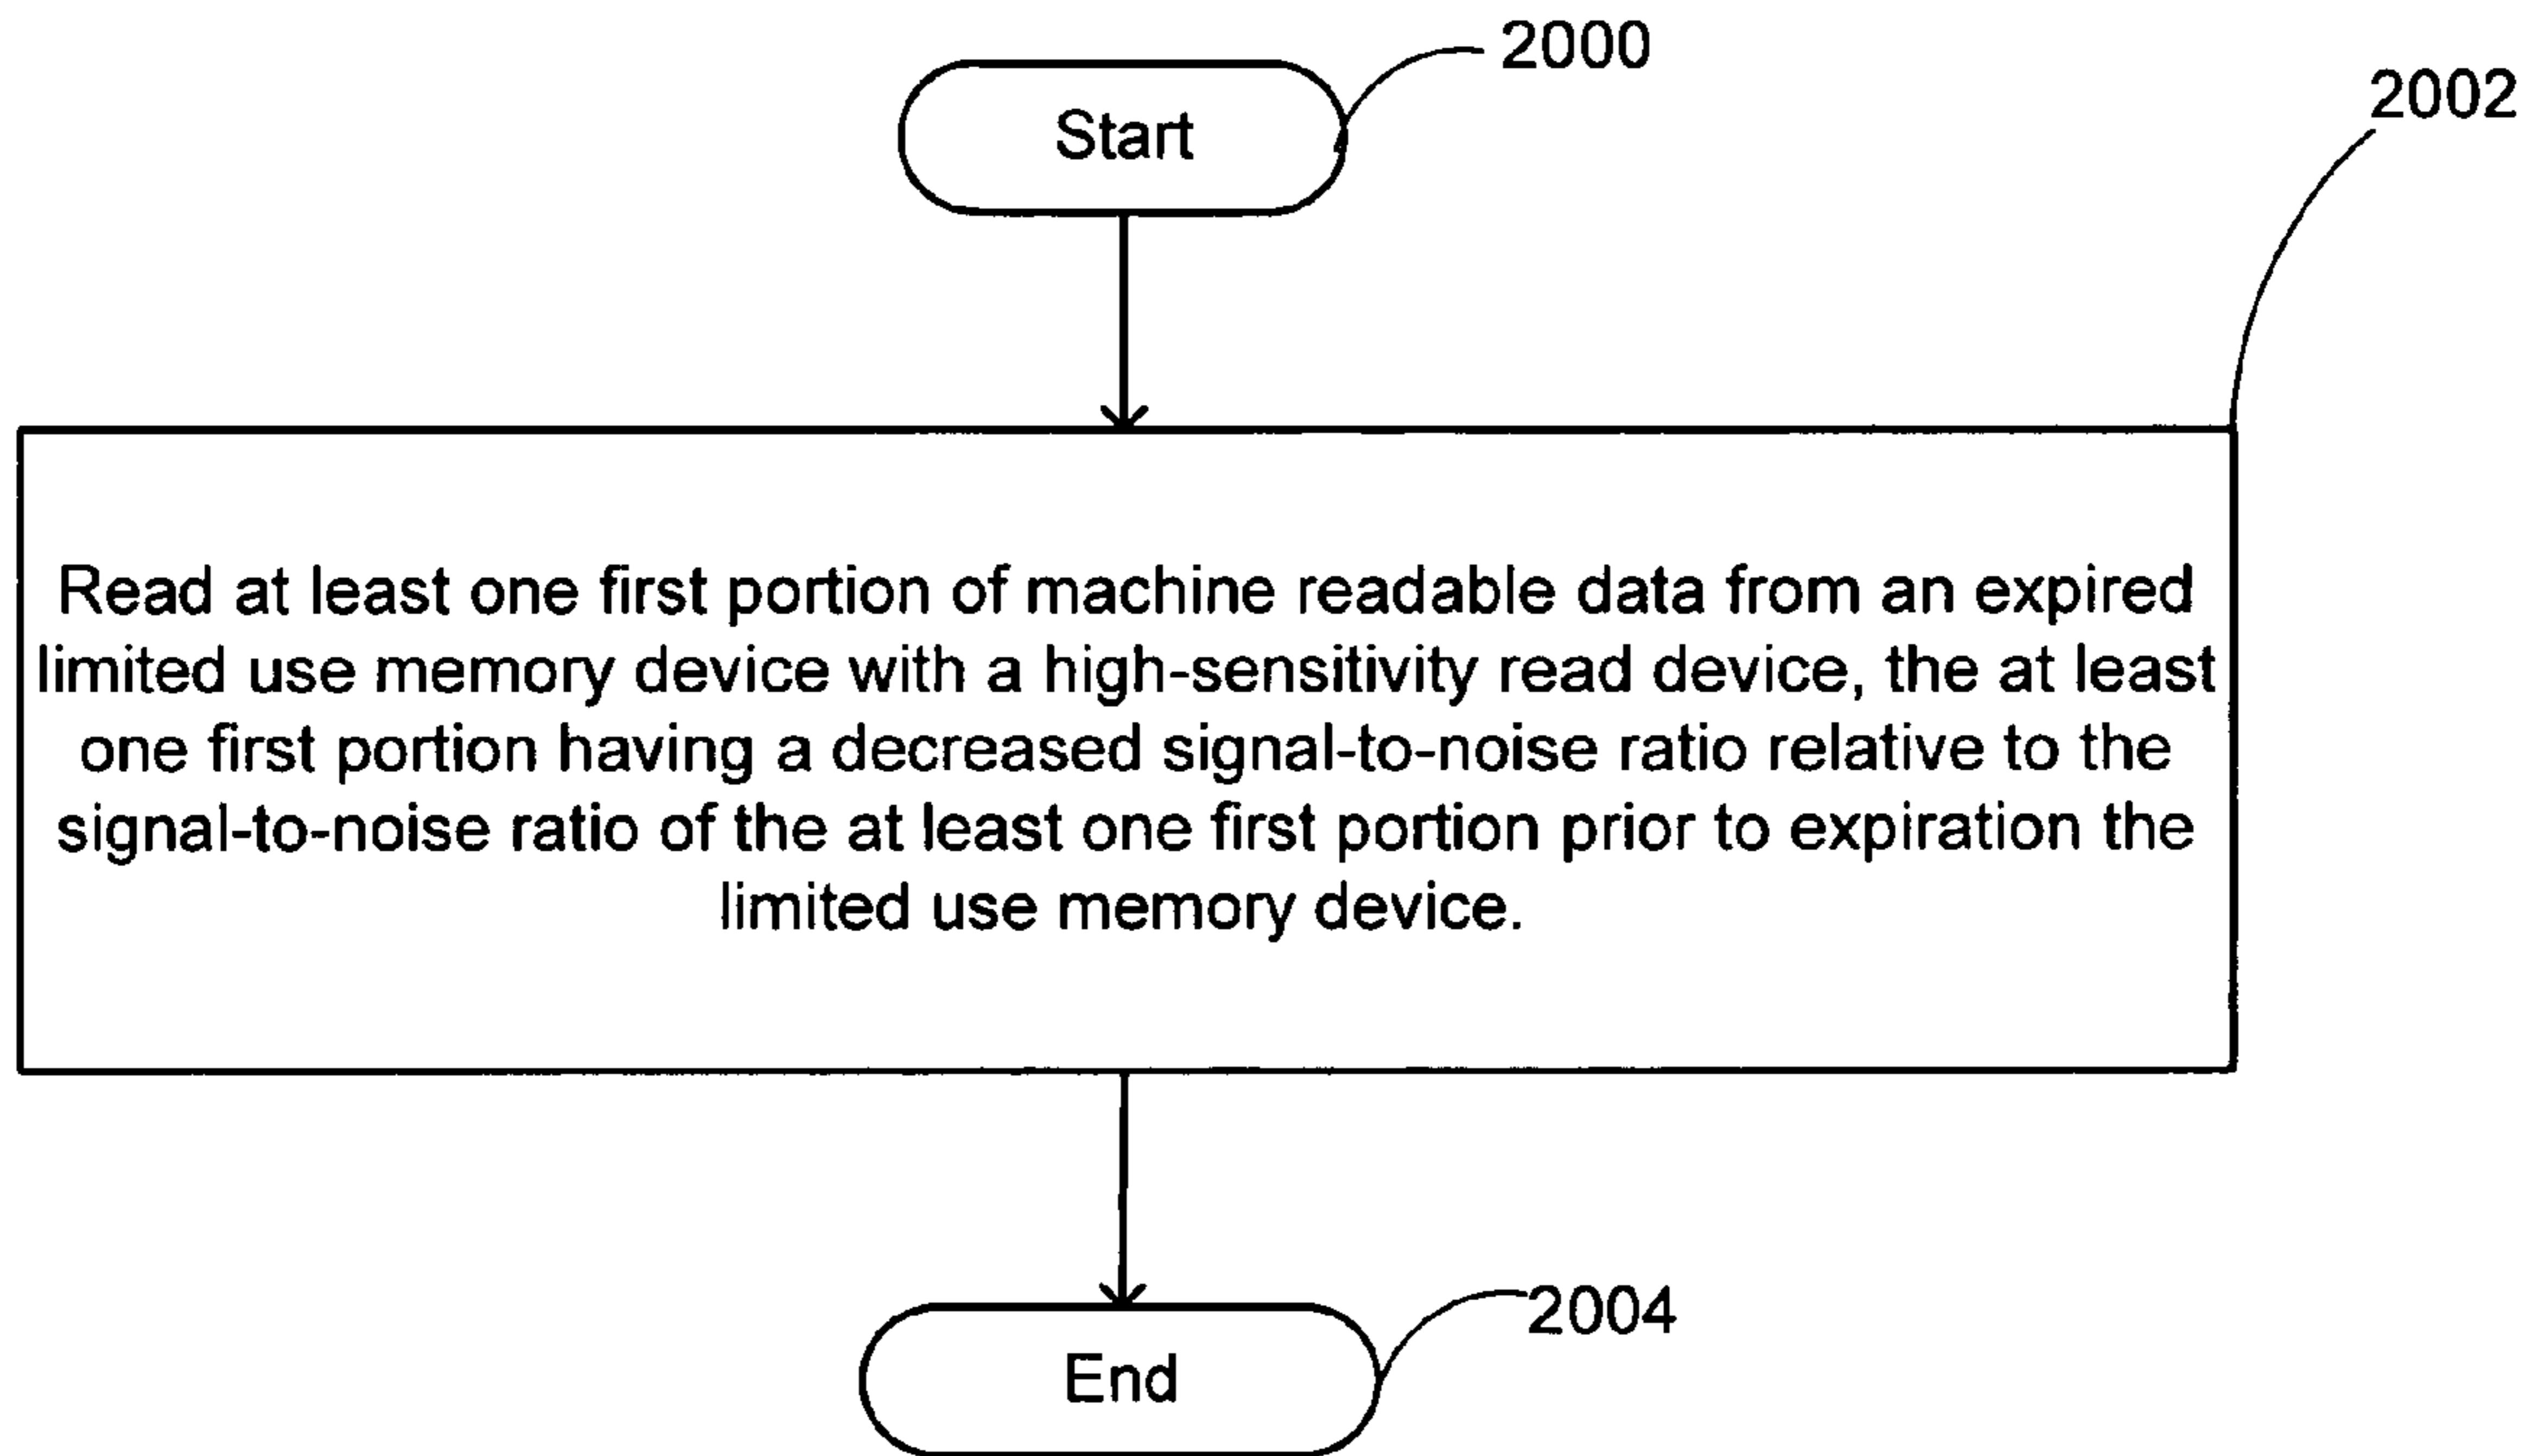 2000
Start
2002
Read at least one first portion of machine readable data from an expired
limited use memory device with a high-sensitivity read device, the at least
one first portion having a decreased signal-to-noise ratio relative to the
signal-to-noise ratio of the at least one first portion prior to expiration the
limited use memory device.
2004
End